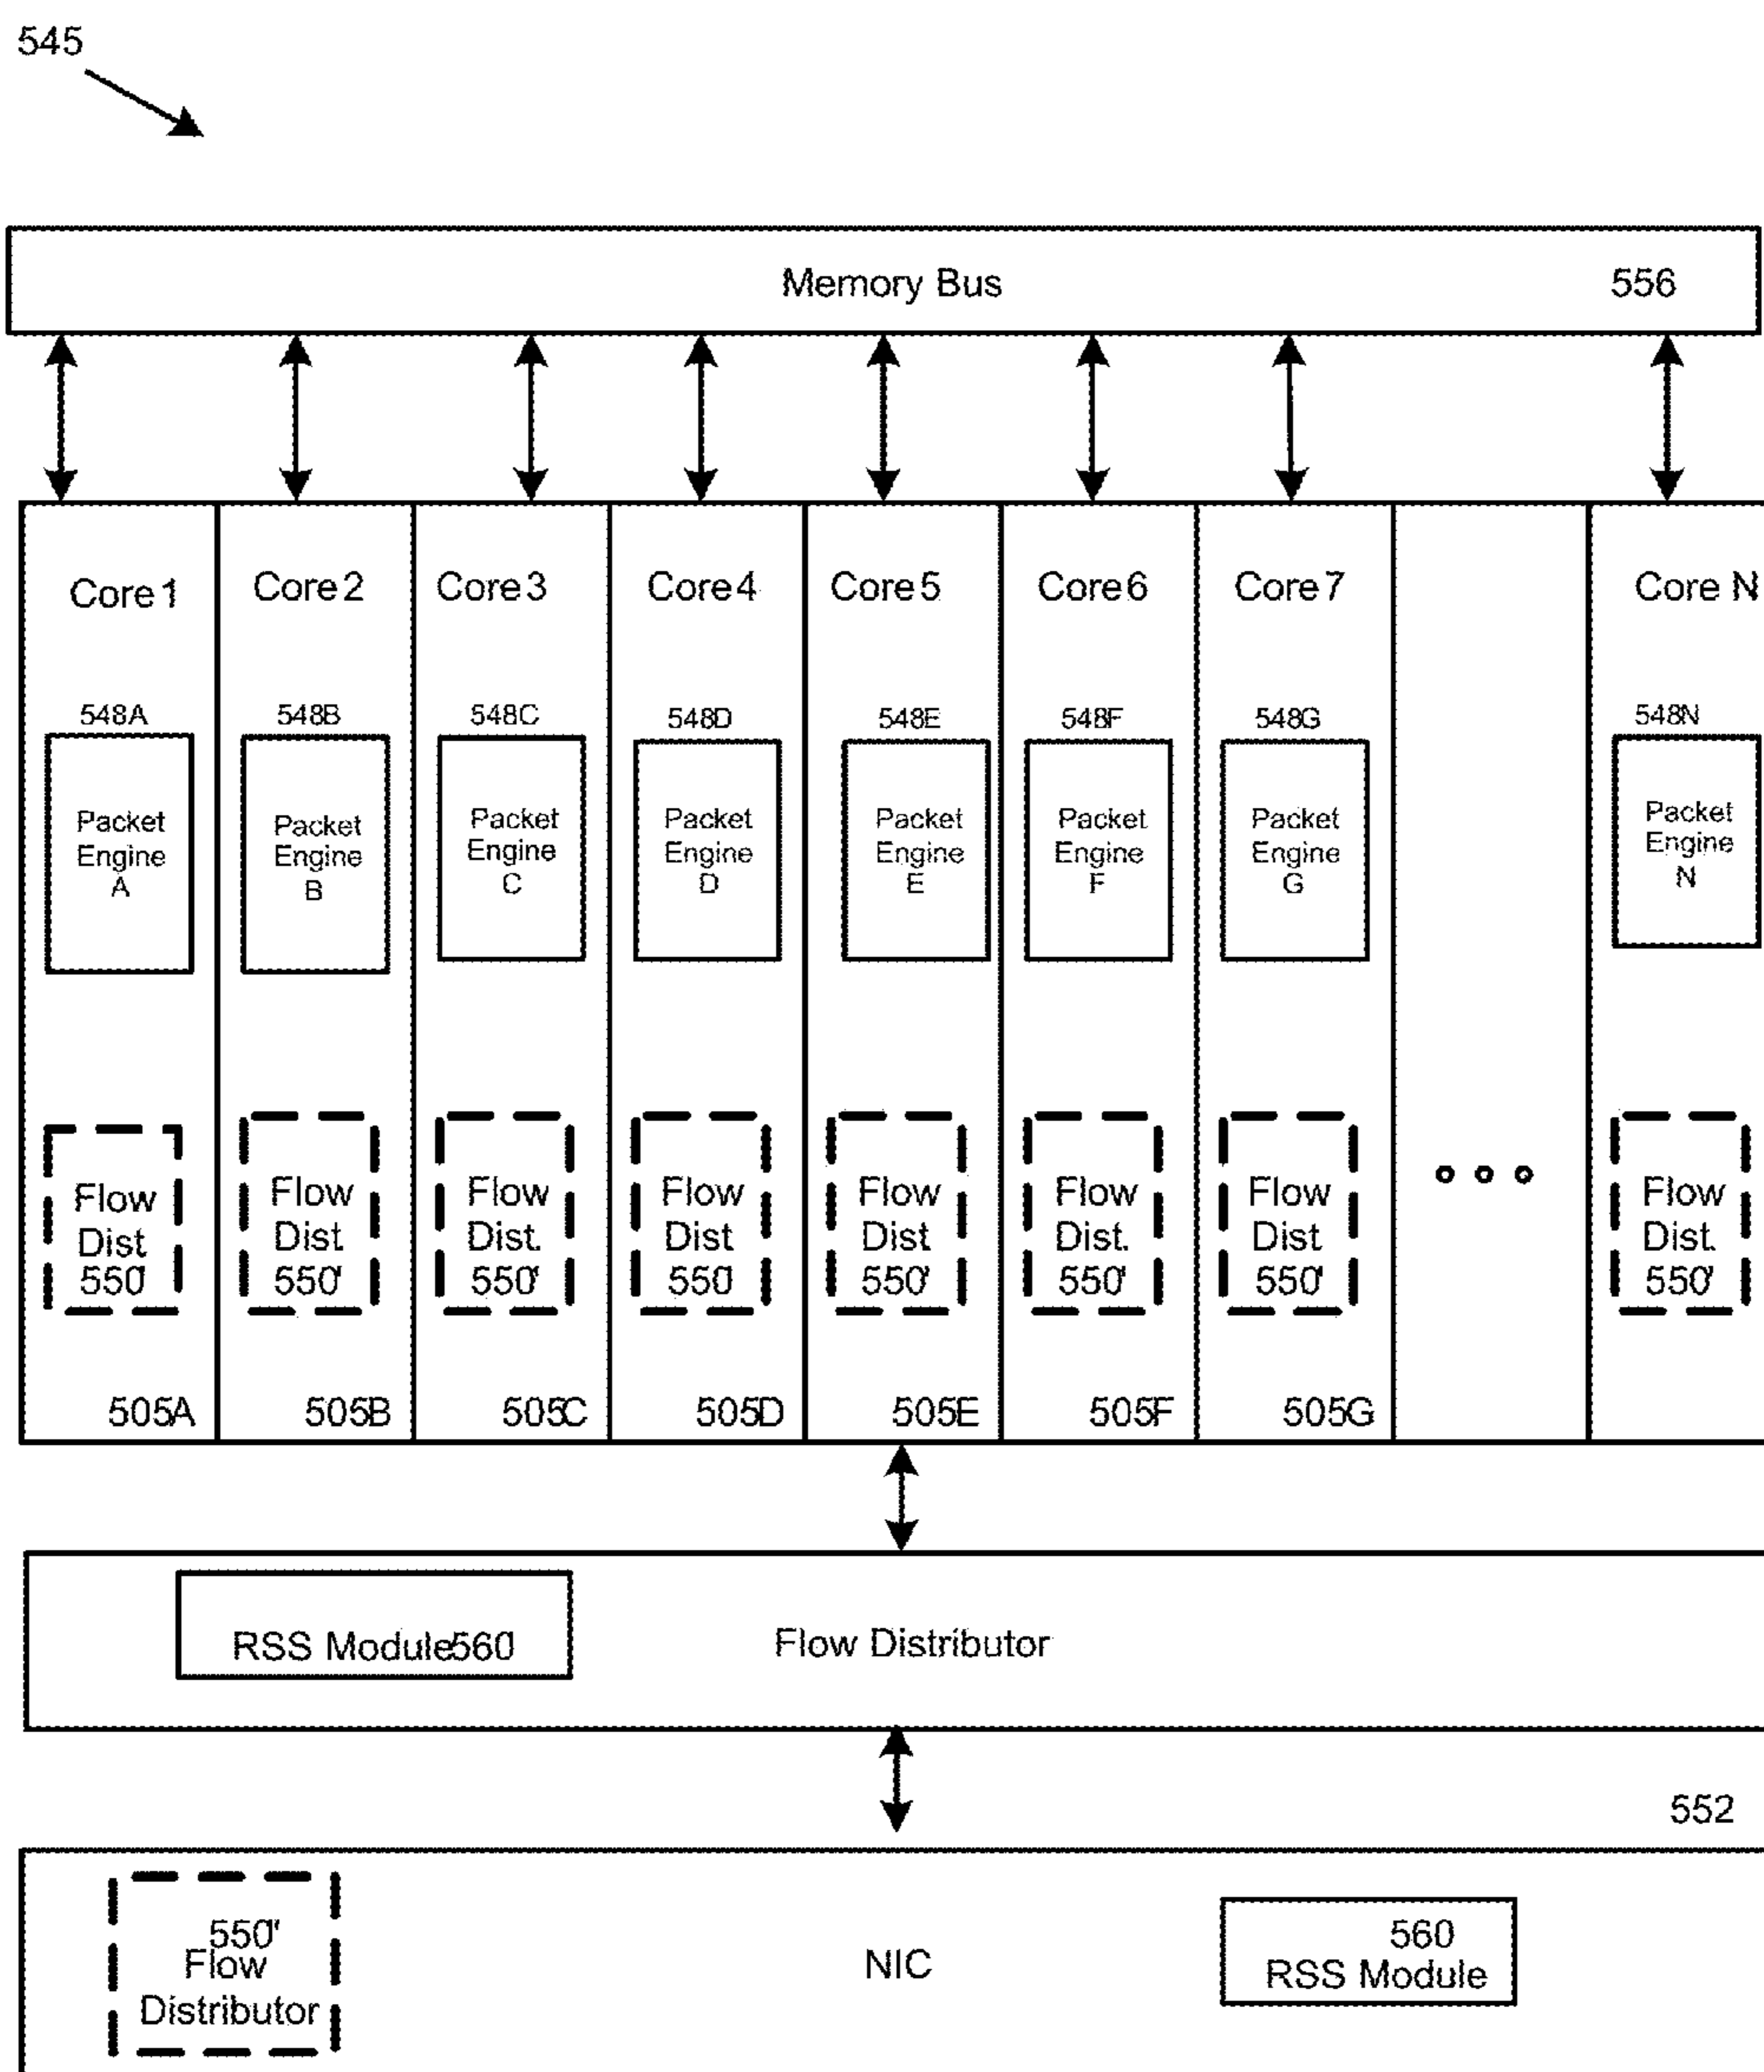 545
Memory Bus 556
Core 1 Core 2 Core 3 Core 4 Core 5 Core 6 Core 7 Core N
548A 548B 548C 548D 548E 548F 548G 548N
Packet Engine A
Packet Engine B
Packet Engine C
Packet Engine D
Packet Engine E
Packet Engine F
Packet Engine G
Packet Engine N
Flow Dist 550'
Flow Dist 550'
Flow Dist. 550'
Flow Dist 550'
Flow Dist 550'
Flow Dist. 550'
Flow Dist 550'
Flow Dist. 550'
505A 505B 505C 505D 505E 505F 505G
RSS Module 560'
Flow Distributor
552
550"
Flow
Distributor
NIC
560
RSS Module